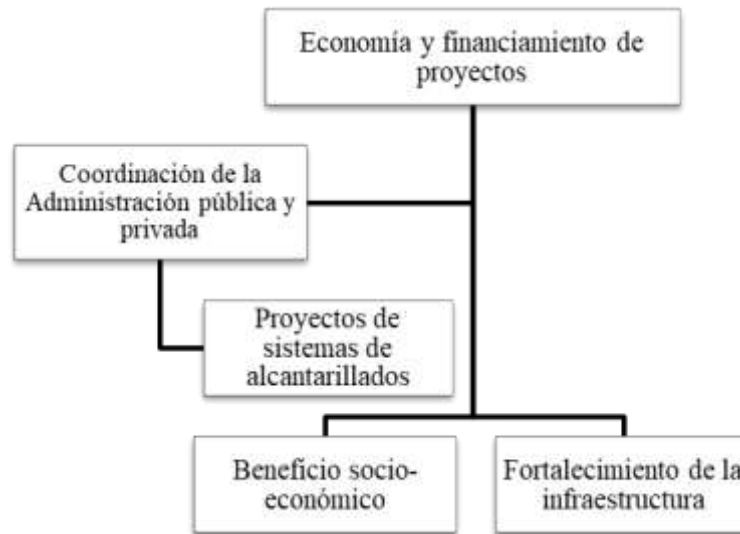 Economía y financiamiento de
proyectos
Coordinación de la
Administración pública y
privada
Proyectos de
sistemas de
alcantarillados
Beneficio socio-
económico
Fortalecimiento de la
infraestructura